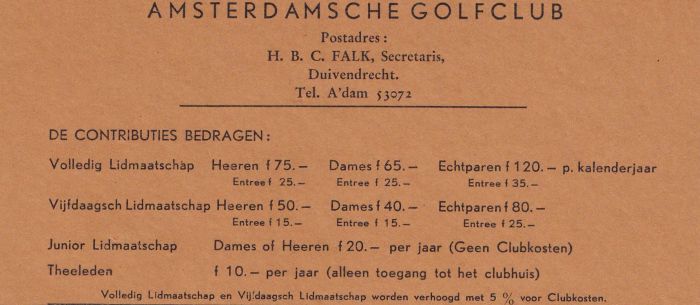 AMSTERDAMSCHE GOLFCLUB
Postadres:
H. B. C. FALK, Secretaris,
Duivendrecht.
Tel. A'dam 53072
DE CONTRIBUTIES BEDRAGEN:
Volledig Lidmaatschap Heeren f 75.– Dames f 65.– Echtparen f 120.– p. kalenderjaar
Entree f 25.– Entree f 25.– Entree f 35.–
Vijfdaagsch Lidmaatschap Heeren f 50.– Dames f 40.– Echtparen f 80.–
Entree f 15.– Entree f 15.– Entree f 25.–
Junior Lidmaatschap Dames of Heeren f 20.– per jaar (Geen Clubkosten)
Theeleden f 10.– per jaar (alleen toegang tot het clubhuis)
Volledig Lidmaatschap en Vijfdaagsch Lidmaatschap worden verhoogd met 5 % voor Clubkosten.